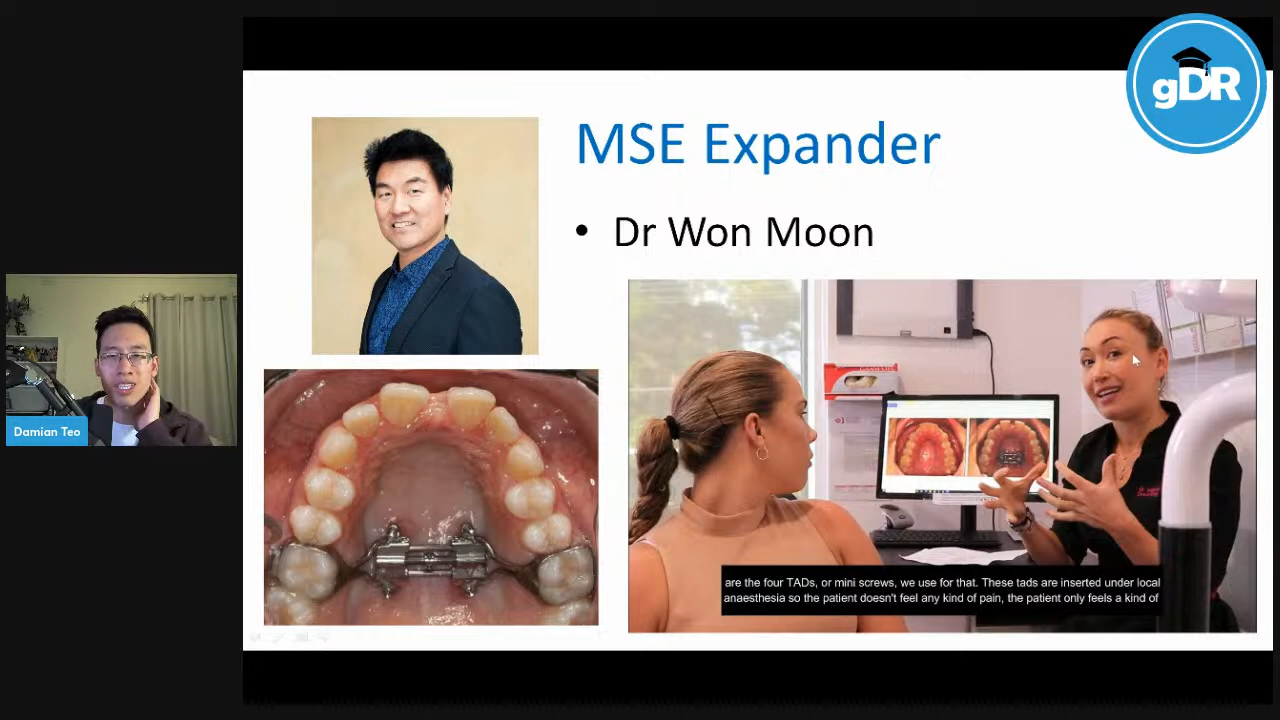 gDR
MSE Expander
• Dr Won Moon
Damian Teo
are the four TADs, or mini screws, we use for that. These tads are inserted under local
anaesthesia so the patient doesn't feel any kind of pain, the patient only feels a kind of